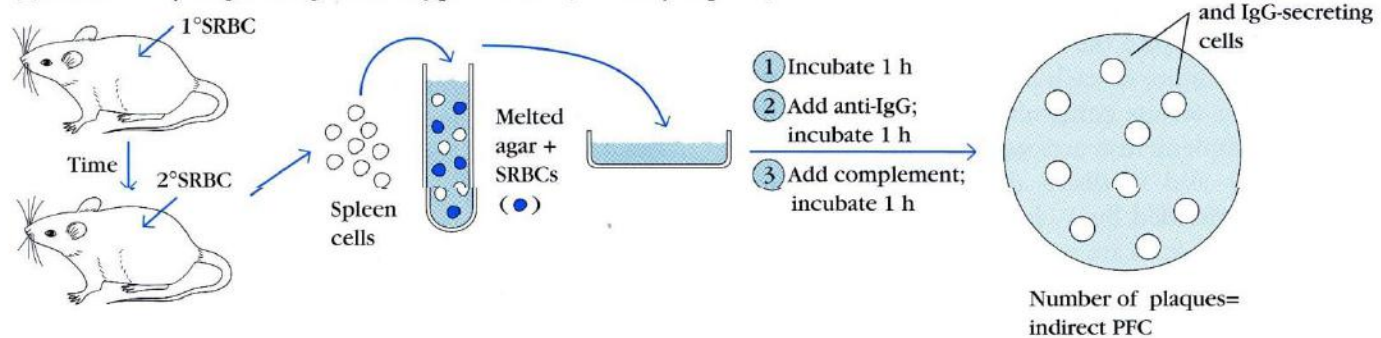 1°SRBC
Time
2°SRBC
Spleen
cells
Melted
agar +
SRBCs
( )
1 Incubate 1 h
2 Add anti-IgG;
incubate 1 h
3 Add complement;
incubate 1 h
and IgG-secreting
cells
Number of plaques=
indirect PFC